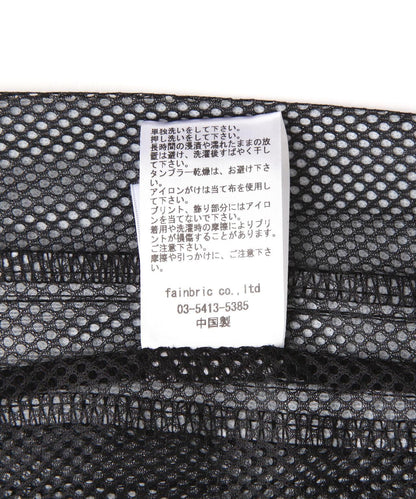 単独洗いをして下さい。
押し洗いをして下さい。
長時間の浸漬や濡れたままの放
置は避け、洗濯後すばやく干し
て下さい。
タンブラー乾燥は、お避け下さ
い。
アイロンがけは当て布を使用し
て下さい。
プリント、飾り部分にはアイロ
ンを当てないで下さい。
着用や洗濯時の摩擦によりプリ
ントが損傷することがあります。
ご注意下さい。
摩擦や引っかけに、ご注意下さ
い。
fainbric co.,ltd
03-5413-5385
中国製